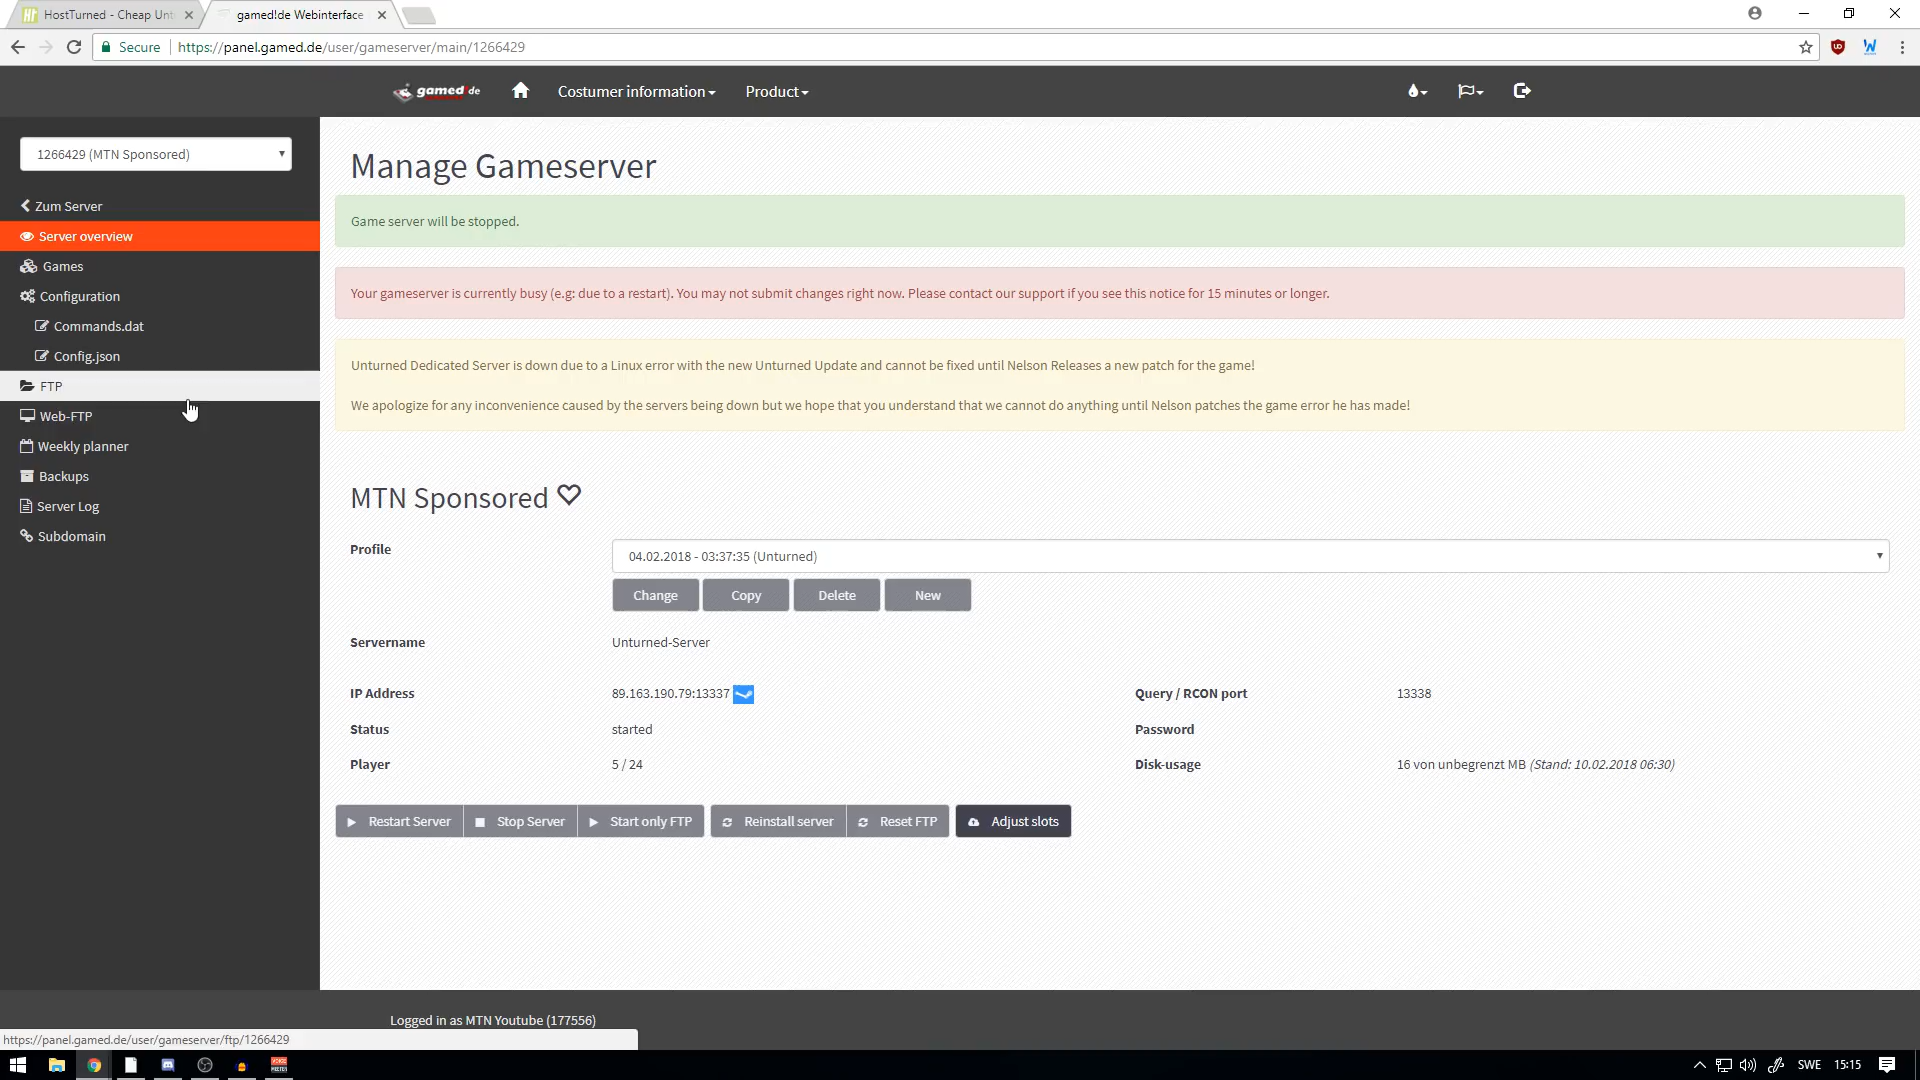 HostTurned - Cheap Unt
gamed!de Webinterface
Secure
https://panel.gamed.de/user/gameserver/main/1266429
gamed!de
Costumer information
Product
1266429 (MTN Sponsored)
Zum Server
Server overview
Games
Configuration
Commands.dat
Config.json
FTP
Web-FTP
Weekly planner
Backups
Server Log
Subdomain
Manage Gameserver
Game server will be stopped.
Your gameserver is currently busy (e.g: due to a restart). You may not submit changes right now. Please contact our support if you see this notice for 15 minutes or longer.
Unturned Dedicated Server is down due to a Linux error with the new Unturned Update and cannot be fixed until Nelson Releases a new patch for the game!
We apologize for any inconvenience caused by the servers being down but we hope that you understand that we cannot do anything until Nelson patches the game error he has made!
MTN Sponsored
Profile
04.02.2018 - 03:37:35 (Unturned)
Change Copy Delete New
Servername Unturned-Server
IP Address 89.163.190.79:13337 Query / RCON port 13338
Status started Password
Player 5 / 24 Disk-usage 16 von unbegrenzt MB (Stand: 10.02.2018 06:30)
Restart Server Stop Server Start only FTP Reinstall server Reset FTP Adjust slots
Logged in as MTN Youtube (177556)
https://panel.gamed.de/user/gameserver/ftp/1266429
SWE 15:15